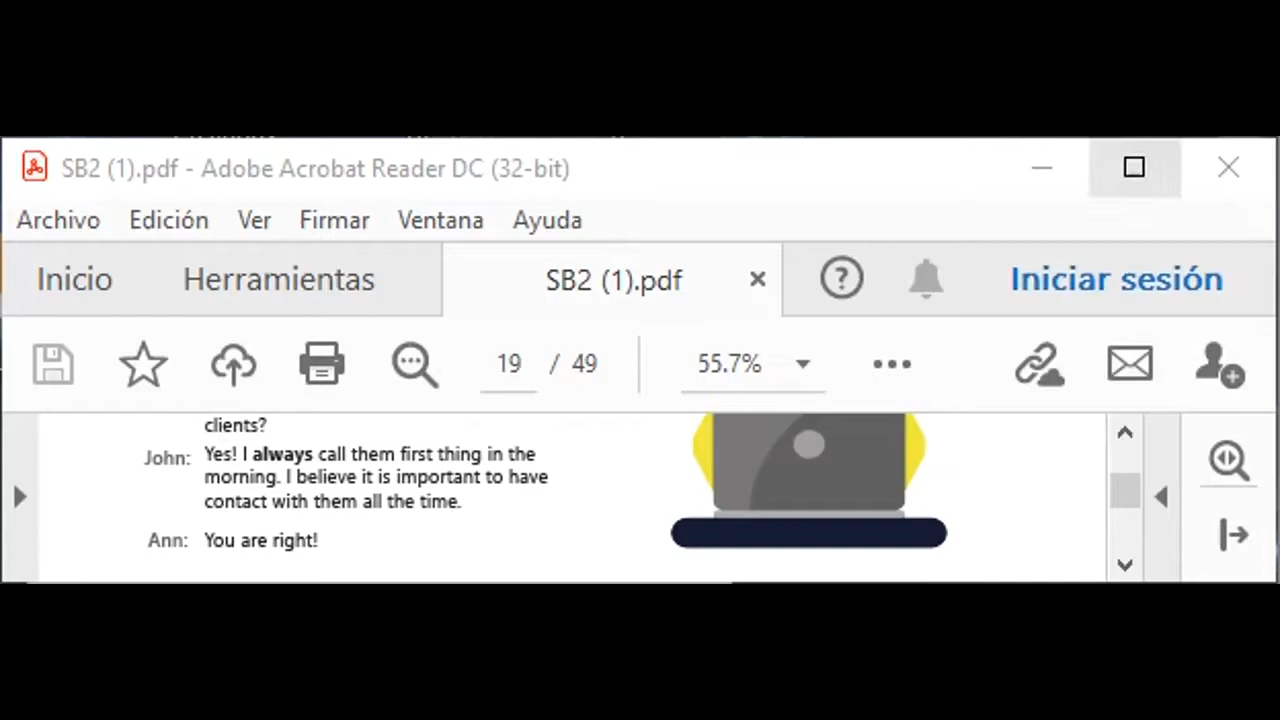 SB2 (1).pdf - Adobe Acrobat Reader DC (32-bit)
Archivo Edición Ver Firmar Ventana Ayuda
Inicio Herramientas SB2 (1).pdf Iniciar sesión
19 / 49 55.7%
clients?
John: Yes! I always call them first thing in the
morning. I believe it is important to have
contact with them all the time.
Ann: You are right!